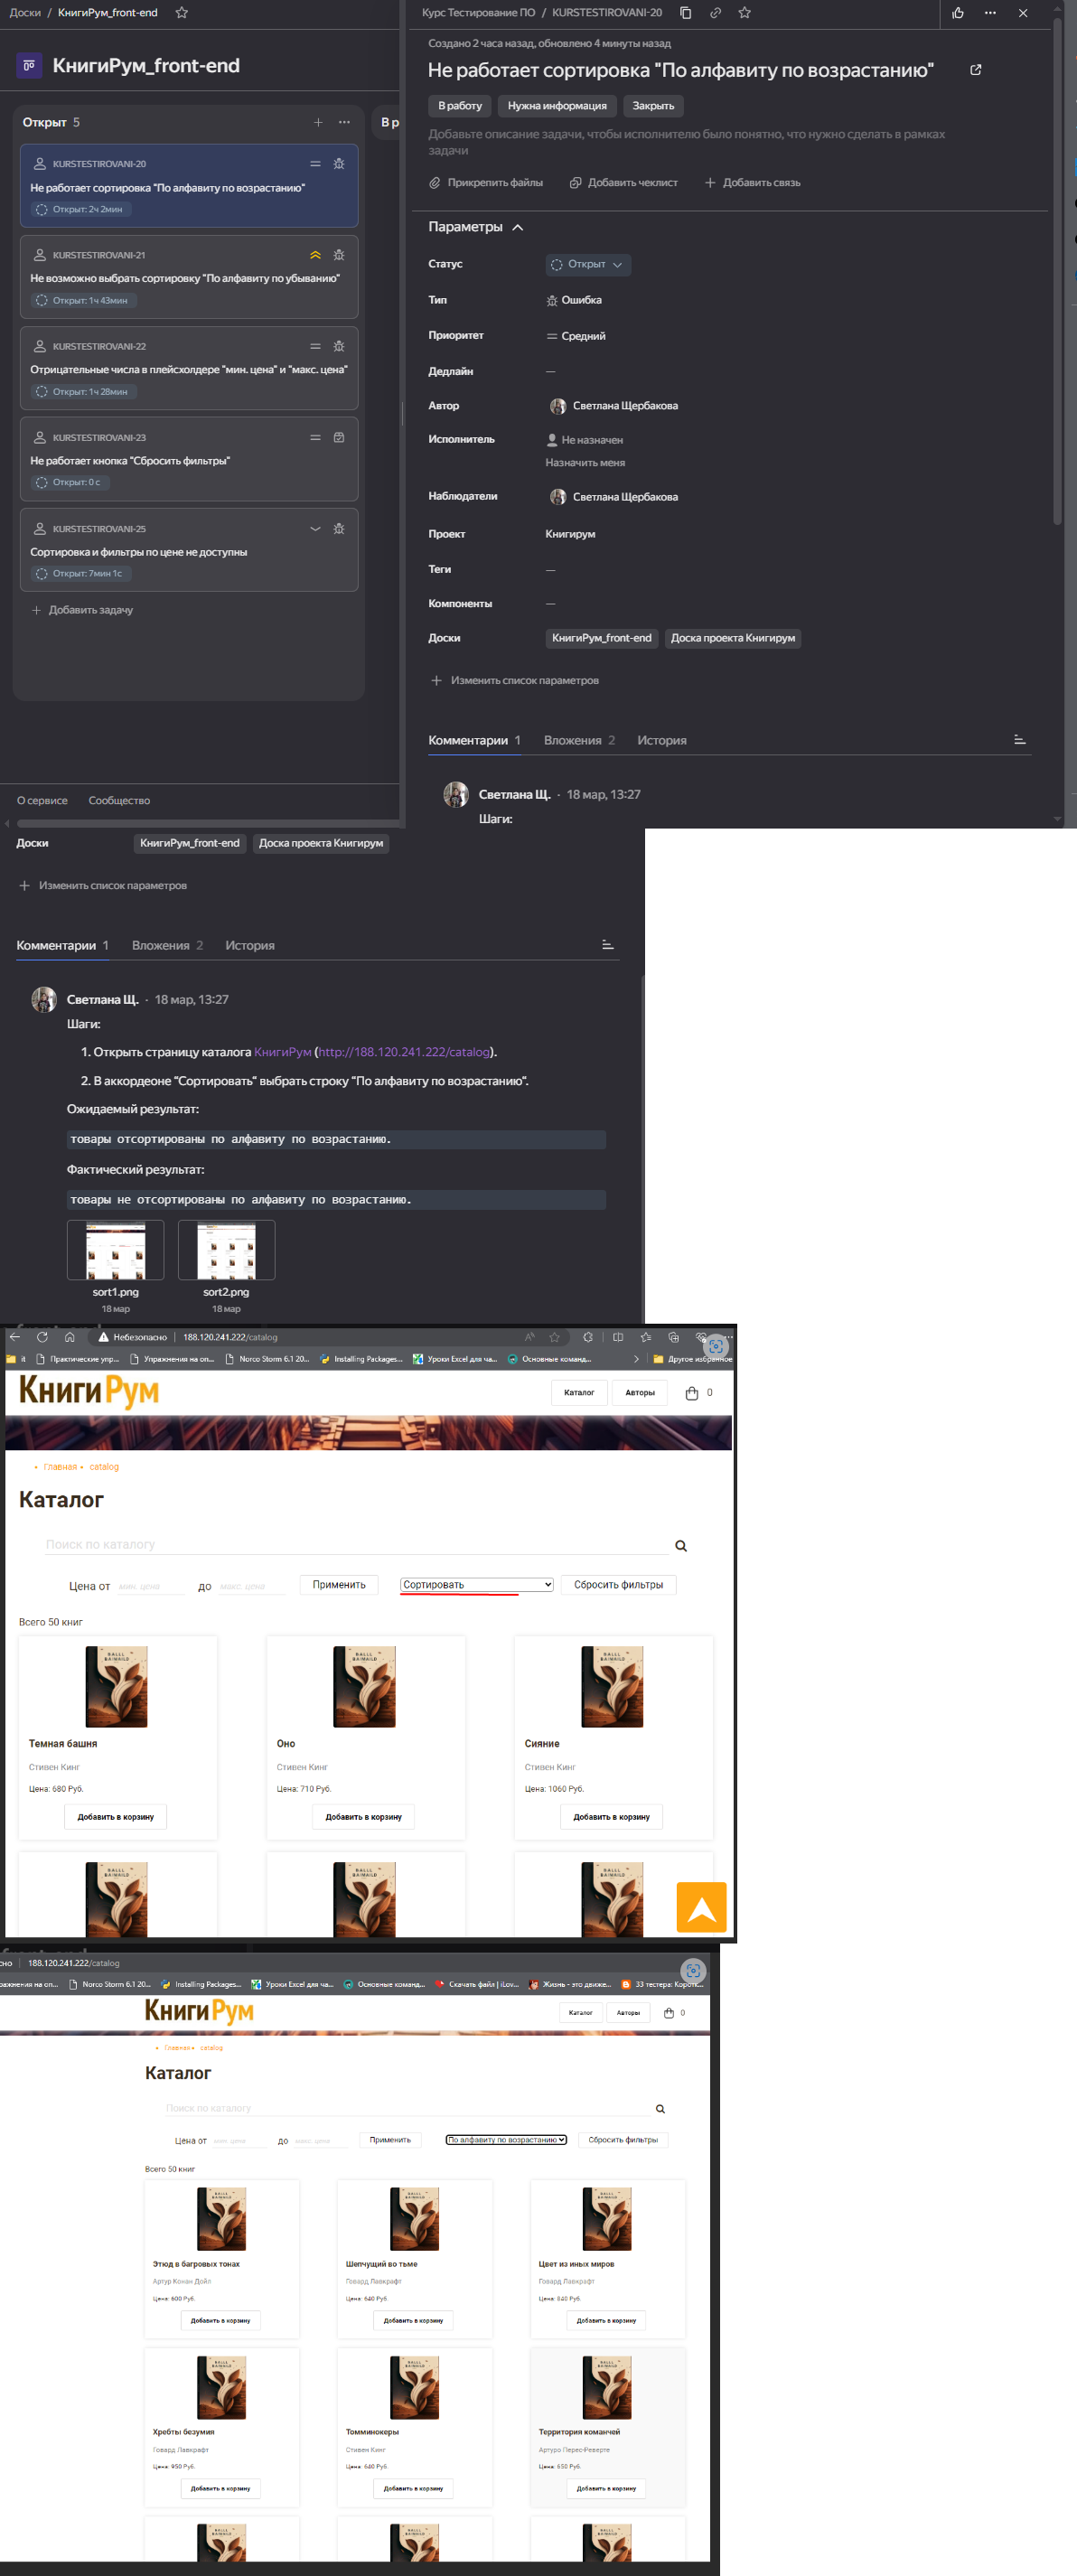 Доски / КнигиРум_front-end
КнигиРум_front-end
Открыт 5
В р
KURSTESTIROVANI-20
Не работает сортировка "По алфавиту по возрастанию"
Открыт: 2ч 2мин
KURSTESTIROVANI-21
Не возможно выбрать сортировку "По алфавиту по убыванию"
Открыт: 1ч 43мин
KURSTESTIROVANI-22
Отрицательные числа в плейсхолдере "мин. цена" и "макс. цена"
Открыт: 1ч 28мин
KURSTESTIROVANI-23
Не работает кнопка "Сбросить фильтры"
Открыт: 0 с
KURSTESTIROVANI-25
Сортировка и фильтры по цене не доступны
Открыт: 7мин 1с
Добавить задачу
О сервисе Сообщество
Курс Тестирование ПО / KURSTESTIROVANI-20
Создано 2 часа назад, обновлено 4 минуты назад
Не работает сортировка "По алфавиту по возрастанию"
В работу Нужна информация Закрыть
Добавьте описание задачи, чтобы исполнителю было понятно, что нужно сделать в рамках
задачи
Прикрепить файлы Добавить чеклист Добавить связь
Параметры
Статус Открыт
Тип Ошибка
Приоритет Средний
Дедлайн —
Автор Светлана Щербакова
Исполнитель Не назначен
Назначить меня
Наблюдатели Светлана Щербакова
Проект Книгирум
Теги —
Компоненты —
Доски КнигиРум_front-end Доска проекта Книгирум
Изменить список параметров
Комментарии 1 Вложения 2 История
Светлана Щ. · 18 мар, 13:27
Шаги:
Доски КнигиРум_front-end Доска проекта Книгирум
Изменить список параметров
Комментарии 1 Вложения 2 История
Светлана Щ. · 18 мар, 13:27
Шаги:
1. Открыть страницу каталога КнигиРум (http://188.120.241.222/catalog).
2. В аккордеоне "Сортировать" выбрать строку "По алфавиту по возрастанию".
Ожидаемый результат:
товары отсортированы по алфавиту по возрастанию.
Фактический результат:
товары не отсортированы по алфавиту по возрастанию.
sort1.png sort2.png
18 мар 18 мар
Небезопасно 188.120.241.222/catalog
it Практические упр... Упражнения на оп... Norco Storm 6.1 20... Installing Packages... Уроки Excel для ча... Основные команд... Другое избранное
КнигиРум Каталог Авторы 0
• Главная • catalog
Каталог
Поиск по каталогу
Цена от мин. цена до макс. цена Применить Сортировать Сбросить фильтры
Всего 50 книг
Темная башня Оно Сияние
Стивен Кинг Стивен Кинг Стивен Кинг
Цена: 680 Руб. Цена: 710 Руб. Цена: 1060 Руб.
Добавить в корзину Добавить в корзину Добавить в корзину
сно 188.120.241.222/catalog
ражнения на оп... Norco Storm 6.1 20... Installing Packages... Уроки Excel для ча... Основные команд... Скачать файл | iLov... Жизнь - это движе... 33 тестера: Коротк...
КнигиРум Каталог Авторы 0
• Главная • catalog
Каталог
Поиск по каталогу
Цена от мин. цена до макс. цена Применить По алфавиту по возрастанию Сбросить фильтры
Всего 50 книг
Этюд в багровых тонах Шепчущий во тьме Цвет из иных миров
Артур Конан Дойл Говард Лавкрафт Говард Лавкрафт
Цена: 600 Руб. Цена: 640 Руб. Цена: 848 Руб.
Добавить в корзину Добавить в корзину Добавить в корзину
Хребты безумия Томминокеры Территория команчей
Говард Лавкрафт Стивен Кинг Артуро Перес-Реверте
Цена: 950 Руб. Цена: 640 Руб. Цена: 650 Руб.
Добавить в корзину Добавить в корзину Добавить в корзину